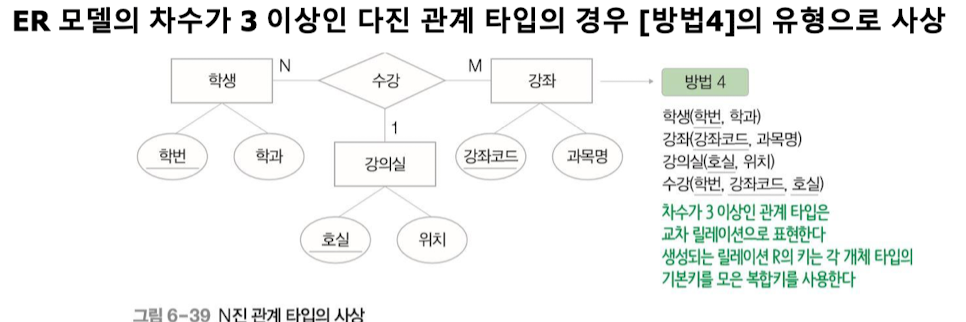 ER 모델의 차수가 3 이상인 다진 관계 타입의 경우 [방법4]의 유형으로 사상
학생
N
수강
M
강좌
방법 4
학번
학과
1
강의실
강좌코드
과목명
호실
위치
학생(학번, 학과)
강좌(강좌코드, 과목명)
강의실(호실, 위치)
수강(학번, 강좌코드, 호실)
차수가 3 이상인 관계 타입은
교차 릴레이션으로 표현한다
생성되는 릴레이션 R의 키는 각 개체 타입의
기본키를 모은 복합키를 사용한다
그림 6-39 N진 관계 타입의 사상